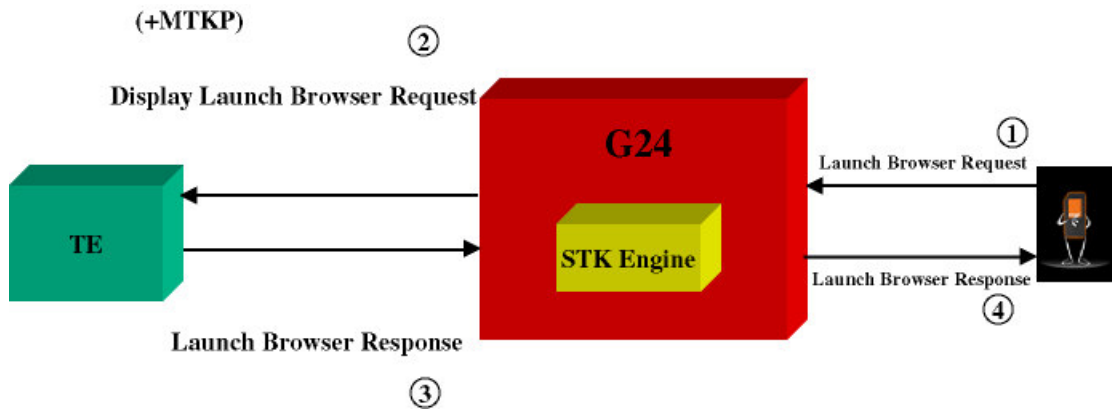 (+MTKP)
②
Display Launch Browser Request
G24
①
Launch Browser Request
TE
STK Engine
Launch Browser Response
④
Launch Browser Response
③